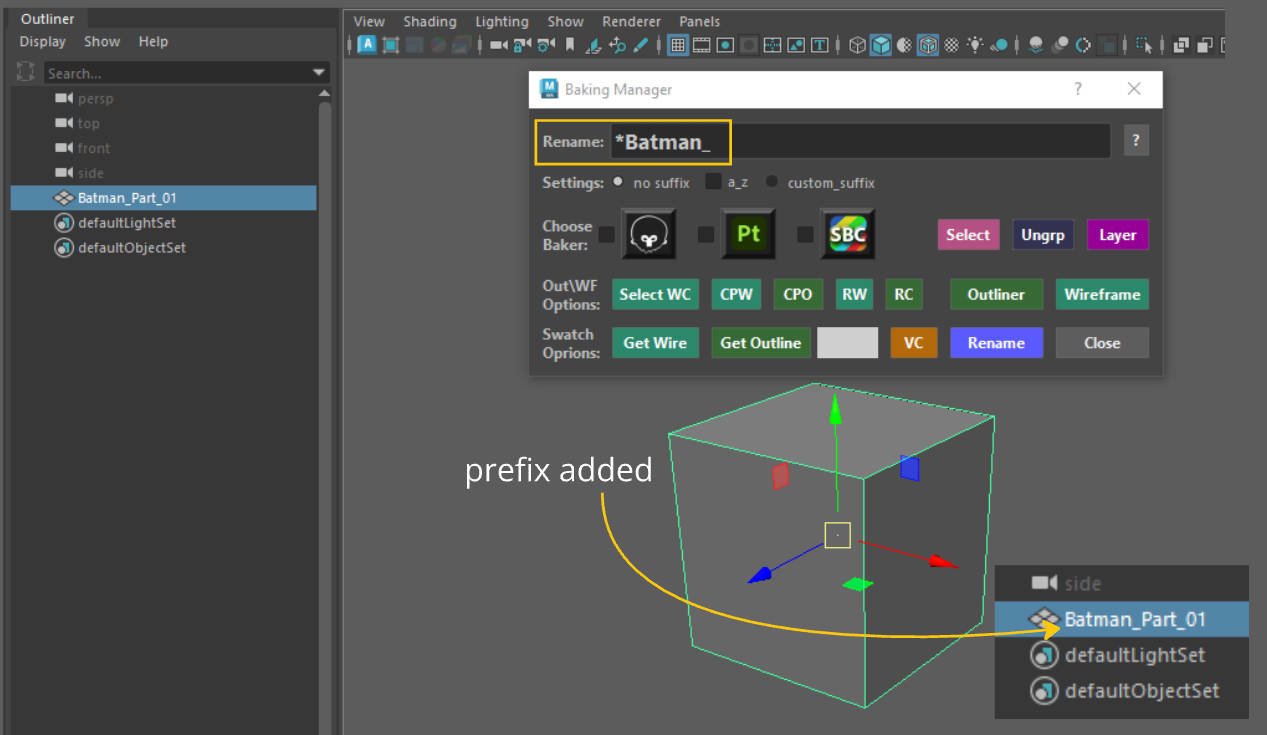 Outliner
Display Show Help
Search...
persp
top
front
side
Batman_Part_01
defaultLightSet
defaultObjectSet
View Shading Lighting Show Renderer Panels
Baking Manager ?
Rename: *Batman_ ?
Settings: no suffix a_z custom_suffix
Choose
Baker: Pt SBC Select Ungrp Layer
Out\WF
Options: Select WC CPW CPO RW RC Outliner Wireframe
Swatch
Oprions: Get Wire Get Outline VC Rename Close
prefix added
side
Batman_Part_01
defaultLightSet
defaultObjectSet